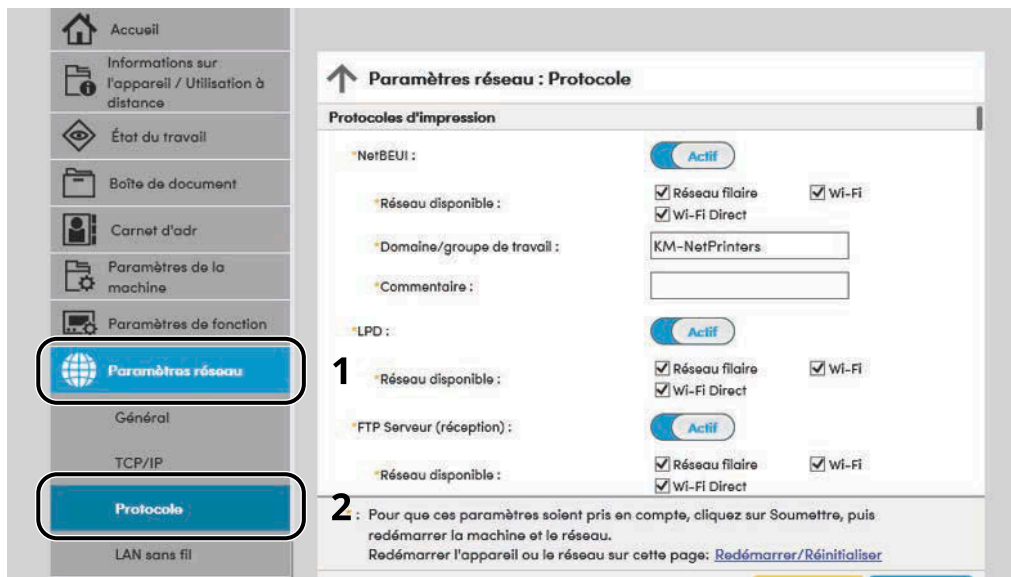 Accueil
Informations sur
l'appareil / Utilisation à
distance
État du travail
Boîte de document
Carnet d'adr
Paramètres de la
machine
Paramètres de fonction
Paramètres réseau
Général
TCP/IP
Protocole
LAN sans fil
1
2
Paramètres réseau : Protocole
Protocoles d'impression
*NetBEUI :
Actif
*Réseau disponible :
Réseau filaire
Wi-Fi
Wi-Fi Direct
*Domaine/groupe de travail :
KM-NetPrinters
*Commentaire :
*LPD :
Actif
*Réseau disponible :
Réseau filaire
Wi-Fi
Wi-Fi Direct
*FTP Serveur (réception) :
Actif
*Réseau disponible :
Réseau filaire
Wi-Fi
Wi-Fi Direct
* : Pour que ces paramètres soient pris en compte, cliquez sur Soumettre, puis
redémarrer la machine et le réseau.
Redémarrer l'appareil ou le réseau sur cette page: Redémarrer/Réinitialiser